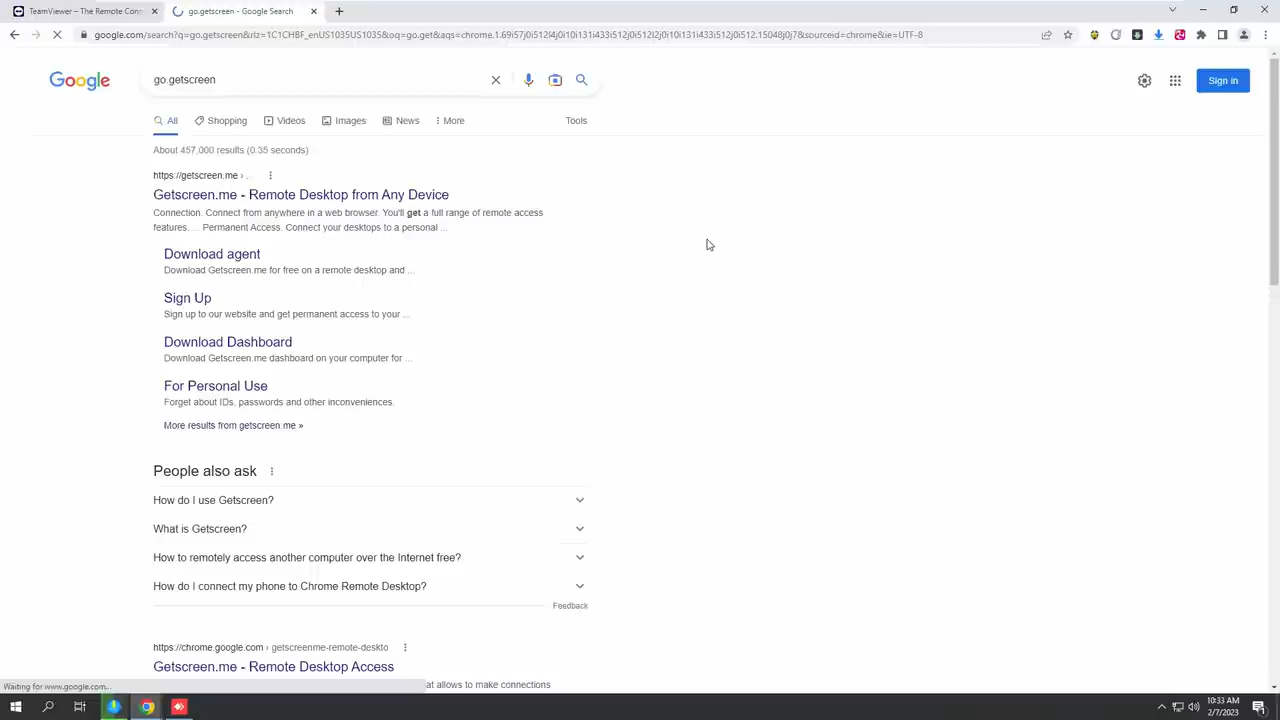 TeamViewer – The Remote Con
go.getscreen - Google Search
google.com/search?q=go.getscreen&rlz=1C1CHBF_enUS1035US1035&oq=go.get&aqs=chrome.1.69i57j0i512l4j0i10i131i433i512j0i512l2j0i10i131i433i512j0i512.15048j0j7&sourceid=chrome&ie=UTF-8
Google
go.getscreen
Sign in
All
Shopping
Videos
Images
News
More
Tools
About 457,000 results (0.35 seconds)
https://getscreen.me › ..
Getscreen.me - Remote Desktop from Any Device
Connection. Connect from anywhere in a web browser. You'll get a full range of remote access
features. ... Permanent Access. Connect your desktops to a personal ...
Download agent
Download Getscreen.me for free on a remote desktop and ...
Sign Up
Sign up to our website and get permanent access to your ...
Download Dashboard
Download Getscreen.me dashboard on your computer for ...
For Personal Use
Forget about IDs, passwords and other inconveniences.
More results from getscreen.me »
People also ask
How do I use Getscreen?
What is Getscreen?
How to remotely access another computer over the Internet free?
How do I connect my phone to Chrome Remote Desktop?
Feedback
https://chrome.google.com › getscreenme-remote-deskto
Getscreen.me - Remote Desktop Access
at allows to make connections
Waiting for www.google.com...
10:33 AM
2/7/2023